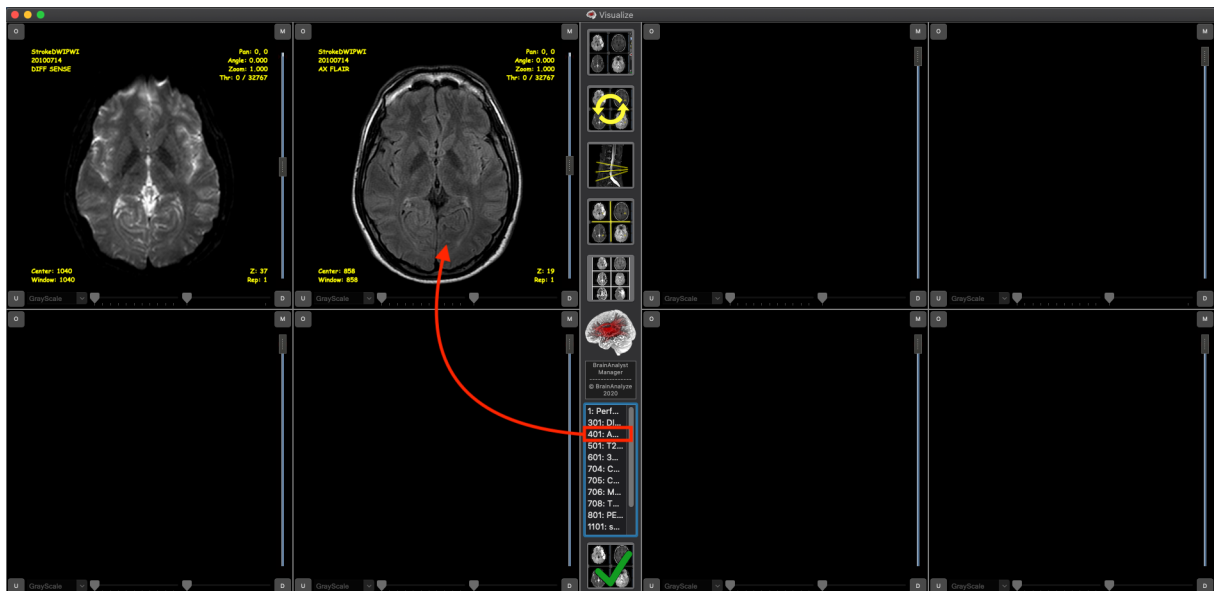 Visualize
O
M
StrokeDWIPWI
20100714
DIFF SENSE
Pan: 0, 0
Angle: 0,000
Zoom: 1.000
Thr: 0 / 32767
Center: 1040
Window: 1040
Z: 37
Rep: 1
U GrayScale D
O
M
StrokeDWIPWI
20100714
AX FLAIR
Pan: 0, 0
Angle: 0,000
Zoom: 1.000
Thr: 0 / 32767
Center: 858
Window: 858
Z: 19
Rep: 1
U GrayScale D
BrainAnalyst
Manager
---------------
© BrainAnalyze
2020
1: Perf...
301: DI...
401: A...
501: T2...
601: 3...
704: C...
705: C...
706: M...
708: T...
801: PE...
1101: s...
O
M
U GrayScale D
O
M
U GrayScale D
O
M
U GrayScale D
O
M
U GrayScale D
O
M
U GrayScale D
O
M
U GrayScale D